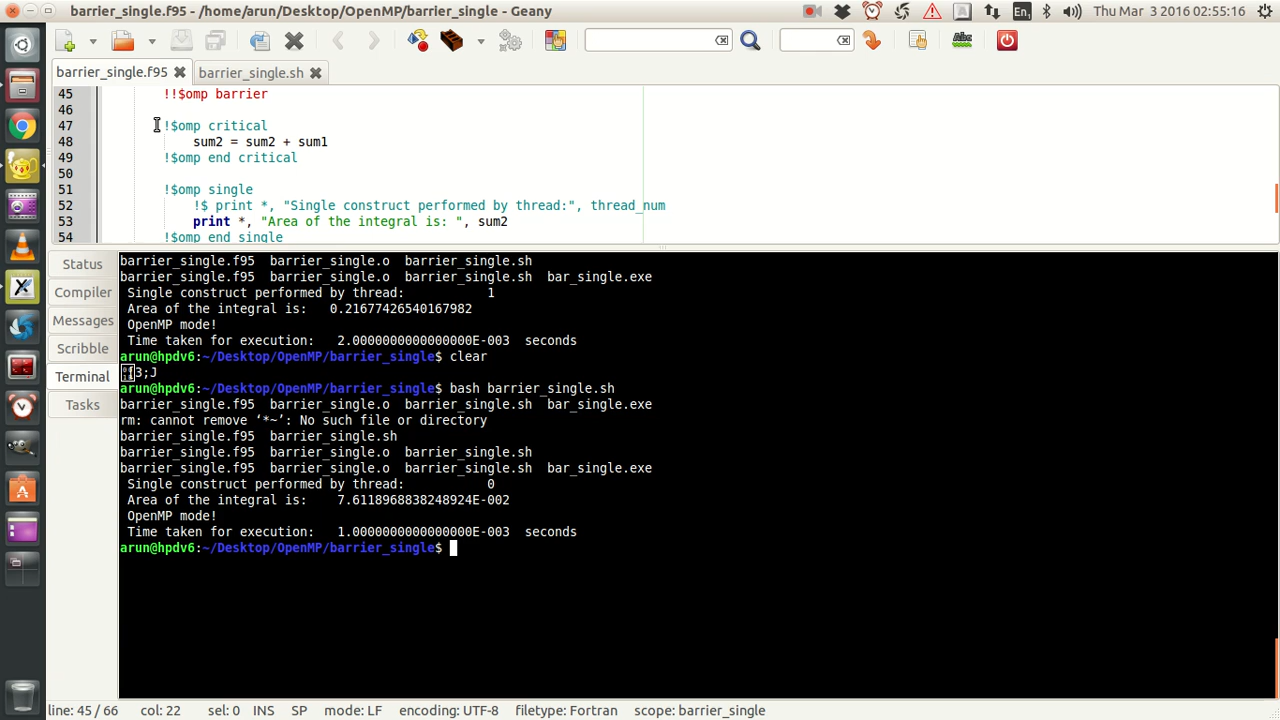 barrier_single.f95 - /home/arun/Desktop/OpenMP/barrier_single - Geany
En1
Thu Mar 3 2016 02:55:16
barrier_single.f95
barrier_single.sh
45 !!$omp barrier
46
47 !$omp critical
48 sum2 = sum2 + sum1
49 !$omp end critical
50
51 !$omp single
52 !$ print *, "Single construct performed by thread:", thread_num
53 print *, "Area of the integral is: ", sum2
54 !$omp end single
Status
Compiler
Messages
Scribble
Terminal
Tasks
barrier_single.f95 barrier_single.o barrier_single.sh
barrier_single.f95 barrier_single.o barrier_single.sh bar_single.exe
Single construct performed by thread: 1
Area of the integral is: 0.21677426540167982
OpenMP mode!
Time taken for execution: 2.0000000000000000E-003 seconds
arun@hpdv6:~/Desktop/OpenMP/barrier_single$ clear
3;J
arun@hpdv6:~/Desktop/OpenMP/barrier_single$ bash barrier_single.sh
barrier_single.f95 barrier_single.o barrier_single.sh bar_single.exe
rm: cannot remove ‘*~’: No such file or directory
barrier_single.f95 barrier_single.sh
barrier_single.f95 barrier_single.o barrier_single.sh
barrier_single.f95 barrier_single.o barrier_single.sh bar_single.exe
Single construct performed by thread: 0
Area of the integral is: 7.6118968838248924E-002
OpenMP mode!
Time taken for execution: 1.0000000000000000E-003 seconds
arun@hpdv6:~/Desktop/OpenMP/barrier_single$
line: 45 / 66 col: 22 sel: 0 INS SP mode: LF encoding: UTF-8 filetype: Fortran scope: barrier_single